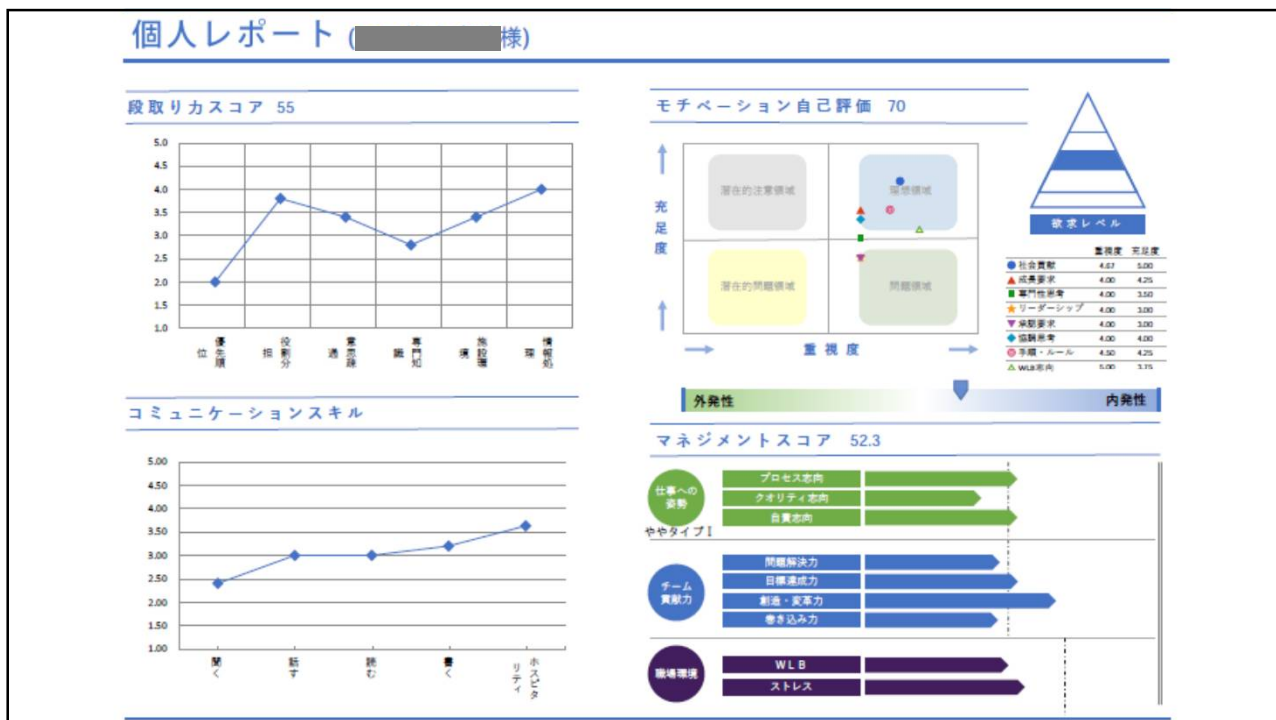 個人レポート ( 様)
段取り力スコア 55
5.0
4.5
4.0
3.5
3.0
2.5
2.0
1.5
1.0
優先順位
役割分担
意思疎通
専門知識
施設環境
情報処理
コミュニケーションスキル
5.00
4.50
4.00
3.50
3.00
2.50
2.00
1.50
1.00
聞く
話す
読む
書く
ホスピタリティ
モチベーション自己評価 70
充足度
潜在的注意領域
理想領域
潜在的問題領域
問題領域
重視度
欲求レベル
重視度 充足度
社会貢献 4.67 5.00
成長要求 4.00 4.25
専門性思考 4.00 3.50
リーダーシップ 4.00 3.00
承認要求 4.00 3.00
協調思考 4.00 4.00
手順・ルール 4.50 4.25
WLB志向 5.00 3.75
外発性
内発性
マネジメントスコア 52.3
仕事への姿勢
プロセス志向
クオリティ志向
自責志向
ややタイプI
チーム貢献力
問題解決力
目標達成力
創造・変革力
巻き込み力
職場環境
WLB
ストレス